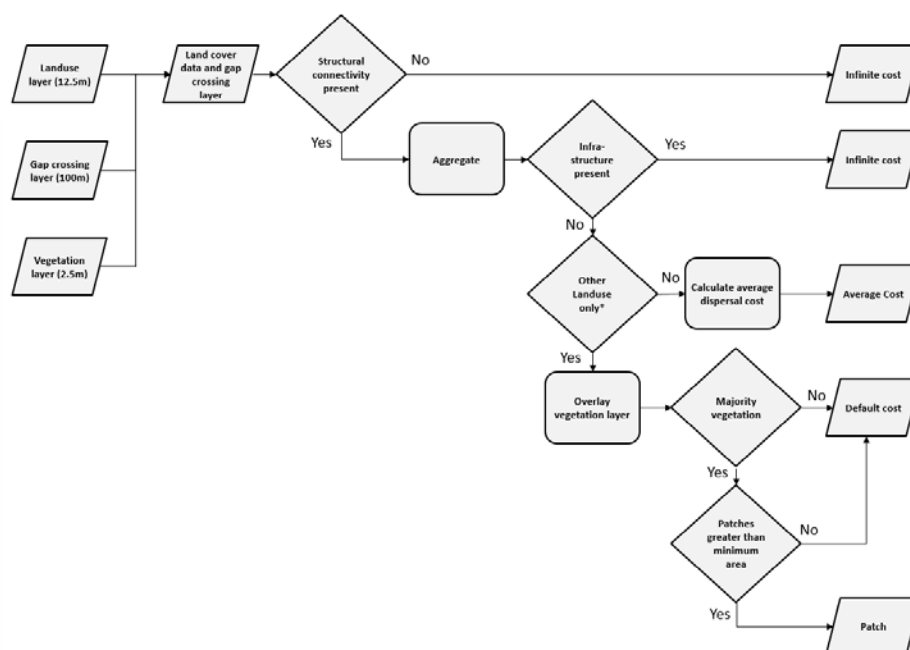 Landuse
layer (12.5m)
Land cover
data and gap
crossing
layer
Structural
connectivity
present
No
Infinite cost
Yes
Gap crossing
layer (100m)
Aggregate
Infra-
structure
present
Yes
Infinite cost
No
Vegetation
layer (2.5m)
Other
Landuse
only*
No
Calculate average
dispersal cost
Average Cost
Yes
Overlay
vegetation layer
Majority
vegetation
No
Default cost
Yes
Patches
greater than
minimum
area
No
Yes
Patch